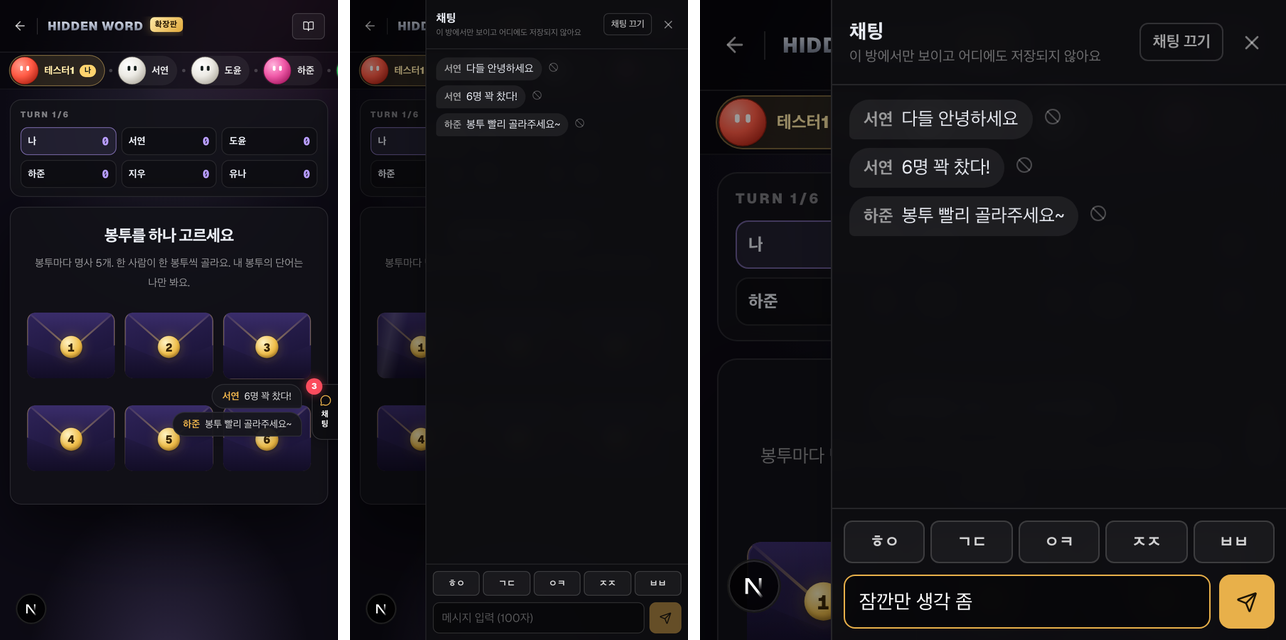 HIDDEN WORD 확장판
테스터1 나 서연 도윤 하준
TURN 1/6
나 0 서연 0 도윤 0
하준 0 지우 0 유나 0
봉투를 하나 고르세요
봉투마다 명사 5개. 한 사람이 한 봉투씩 골라요. 내 봉투의 단어는
나만 봐요.
1 2 3
3
서연 6명 꽉 찼다!
채팅
하준 봉투 빨리 골라주세요~
4 5 6
N
HIDD
테스터1
TURN 1/6
나
하준
봉투마다
1
4
N
채팅
이 방에서만 보이고 어디에도 저장되지 않아요
채팅 끄기
서연 다들 안녕하세요
서연 6명 꽉 찼다!
하준 봉투 빨리 골라주세요~
ㅎㅇ ㄱㄷ ㅇㅋ ㅈㅈ ㅂㅂ
메시지 입력 (100자)
HIDD
테스터1
TURN 1/6
나
하준
봉투마다
1
N
채팅
이 방에서만 보이고 어디에도 저장되지 않아요
채팅 끄기
서연 다들 안녕하세요
서연 6명 꽉 찼다!
하준 봉투 빨리 골라주세요~
ㅎㅇ ㄱㄷ ㅇㅋ ㅈㅈ ㅂㅂ
잠깐만 생각 좀